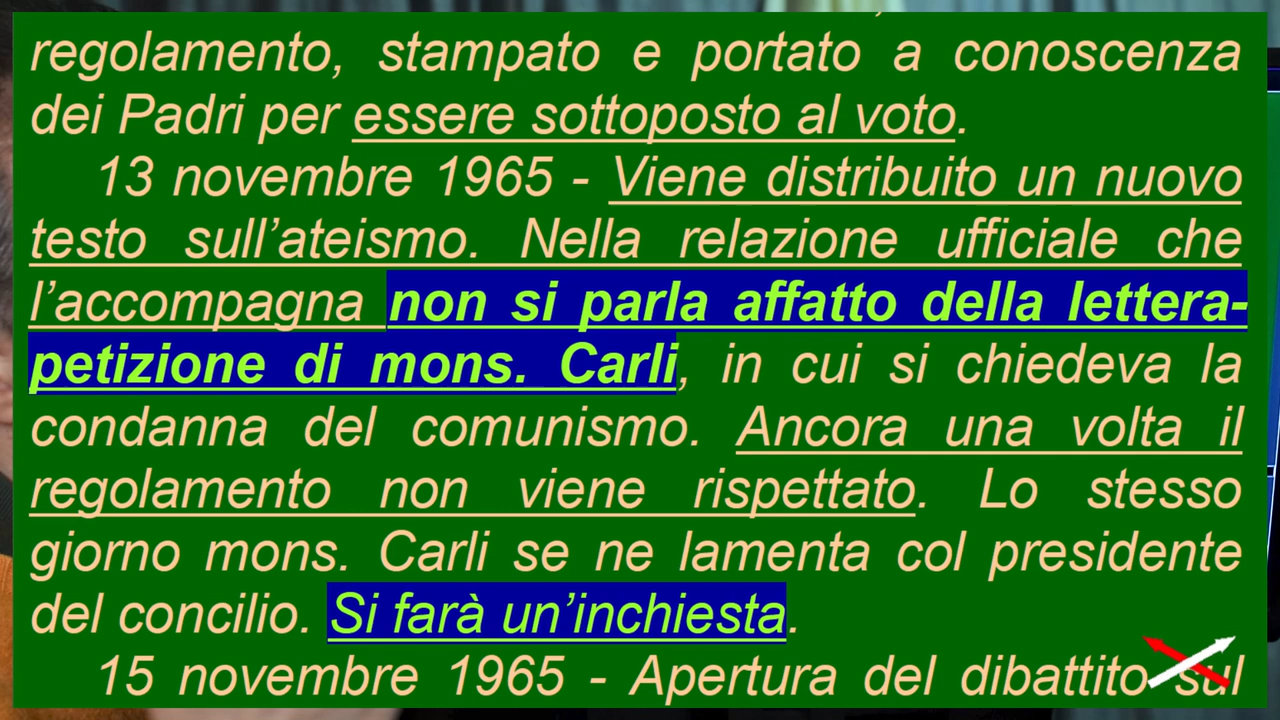 regolamento, stampato e portato a conoscenza
dei Padri per essere sottoposto al voto.
13 novembre 1965 - Viene distribuito un nuovo
testo sull’ateismo. Nella relazione ufficiale che
l’accompagna non si parla affatto della lettera-
petizione di mons. Carli, in cui si chiedeva la
condanna del comunismo. Ancora una volta il
regolamento non viene rispettato. Lo stesso
giorno mons. Carli se ne lamenta col presidente
del concilio. Si farà un’inchiesta.
15 novembre 1965 - Apertura del dibattito sul